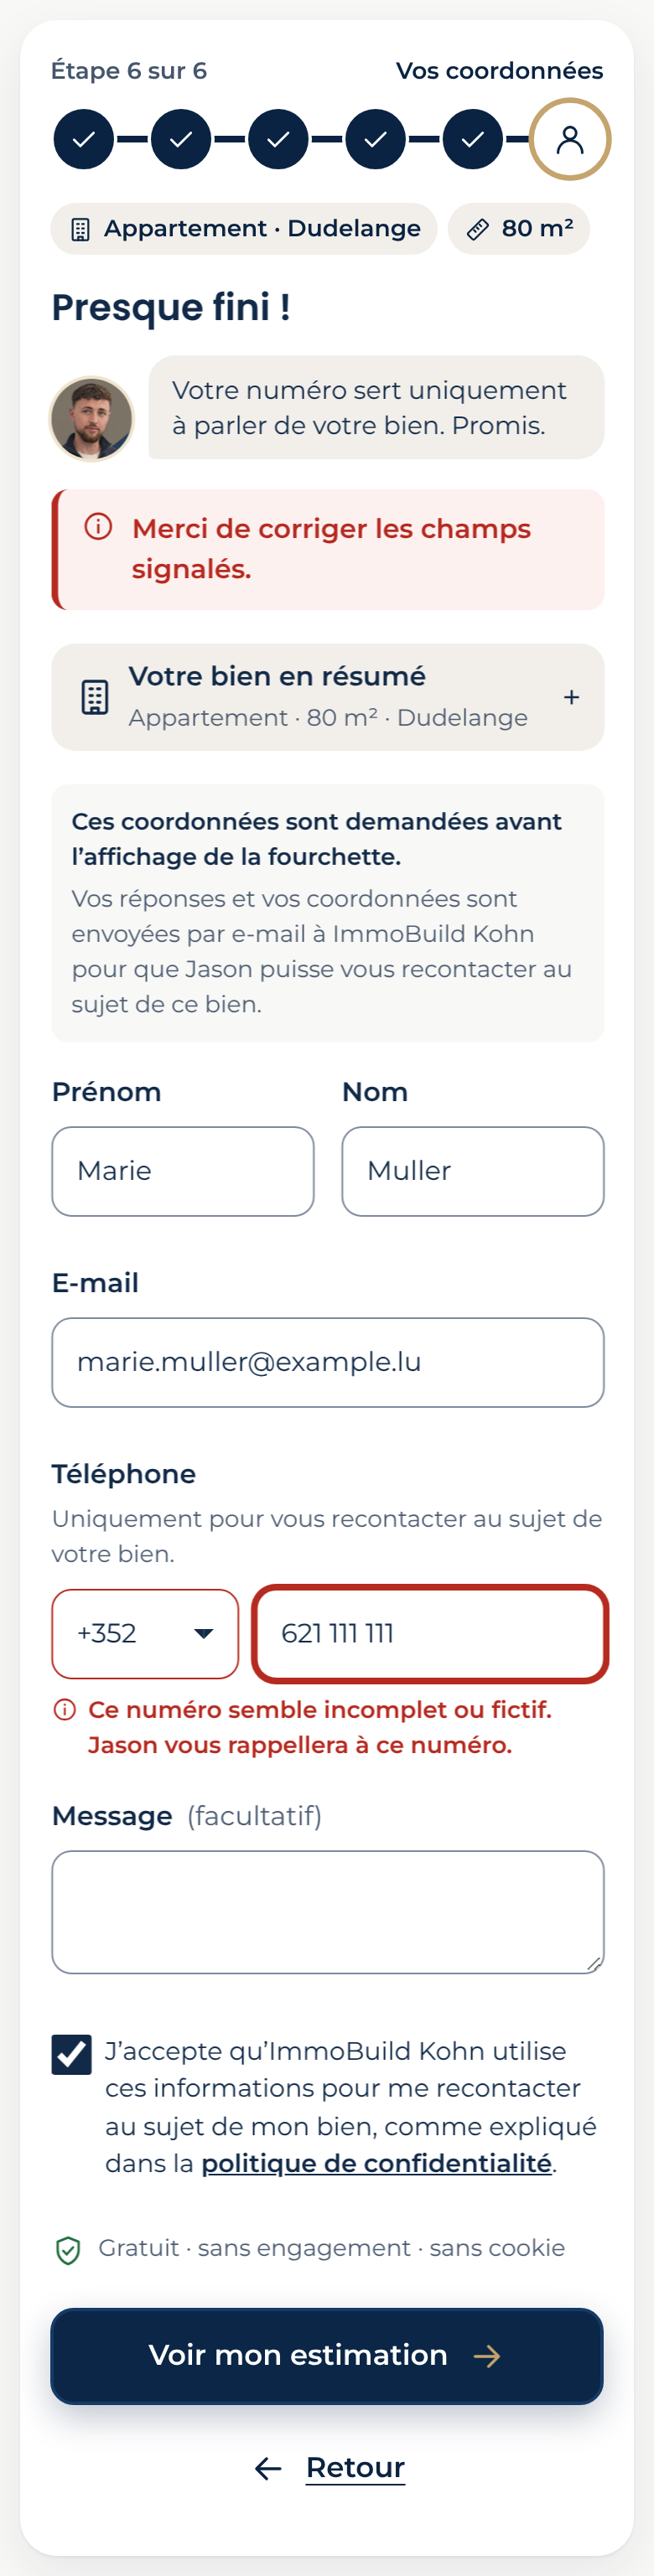 Étape 6 sur 6
Vos coordonnées
Appartement · Dudelange
80 m²
Presque fini !
Votre numéro sert uniquement
à parler de votre bien. Promis.
Merci de corriger les champs
signalés.
Votre bien en résumé
Appartement · 80 m² · Dudelange
+
Ces coordonnées sont demandées avant
l’affichage de la fourchette.
Vos réponses et vos coordonnées sont
envoyées par e-mail à ImmoBuild Kohn
pour que Jason puisse vous recontacter au
sujet de ce bien.
Prénom
Nom
Marie
Muller
E-mail
marie.muller@example.lu
Téléphone
Uniquement pour vous recontacter au sujet de
votre bien.
+352
621 111 111
Ce numéro semble incomplet ou fictif.
Jason vous rappellera à ce numéro.
Message (facultatif)
J’accepte qu’ImmoBuild Kohn utilise
ces informations pour me recontacter
au sujet de mon bien, comme expliqué
dans la politique de confidentialité.
Gratuit · sans engagement · sans cookie
Voir mon estimation →
← Retour